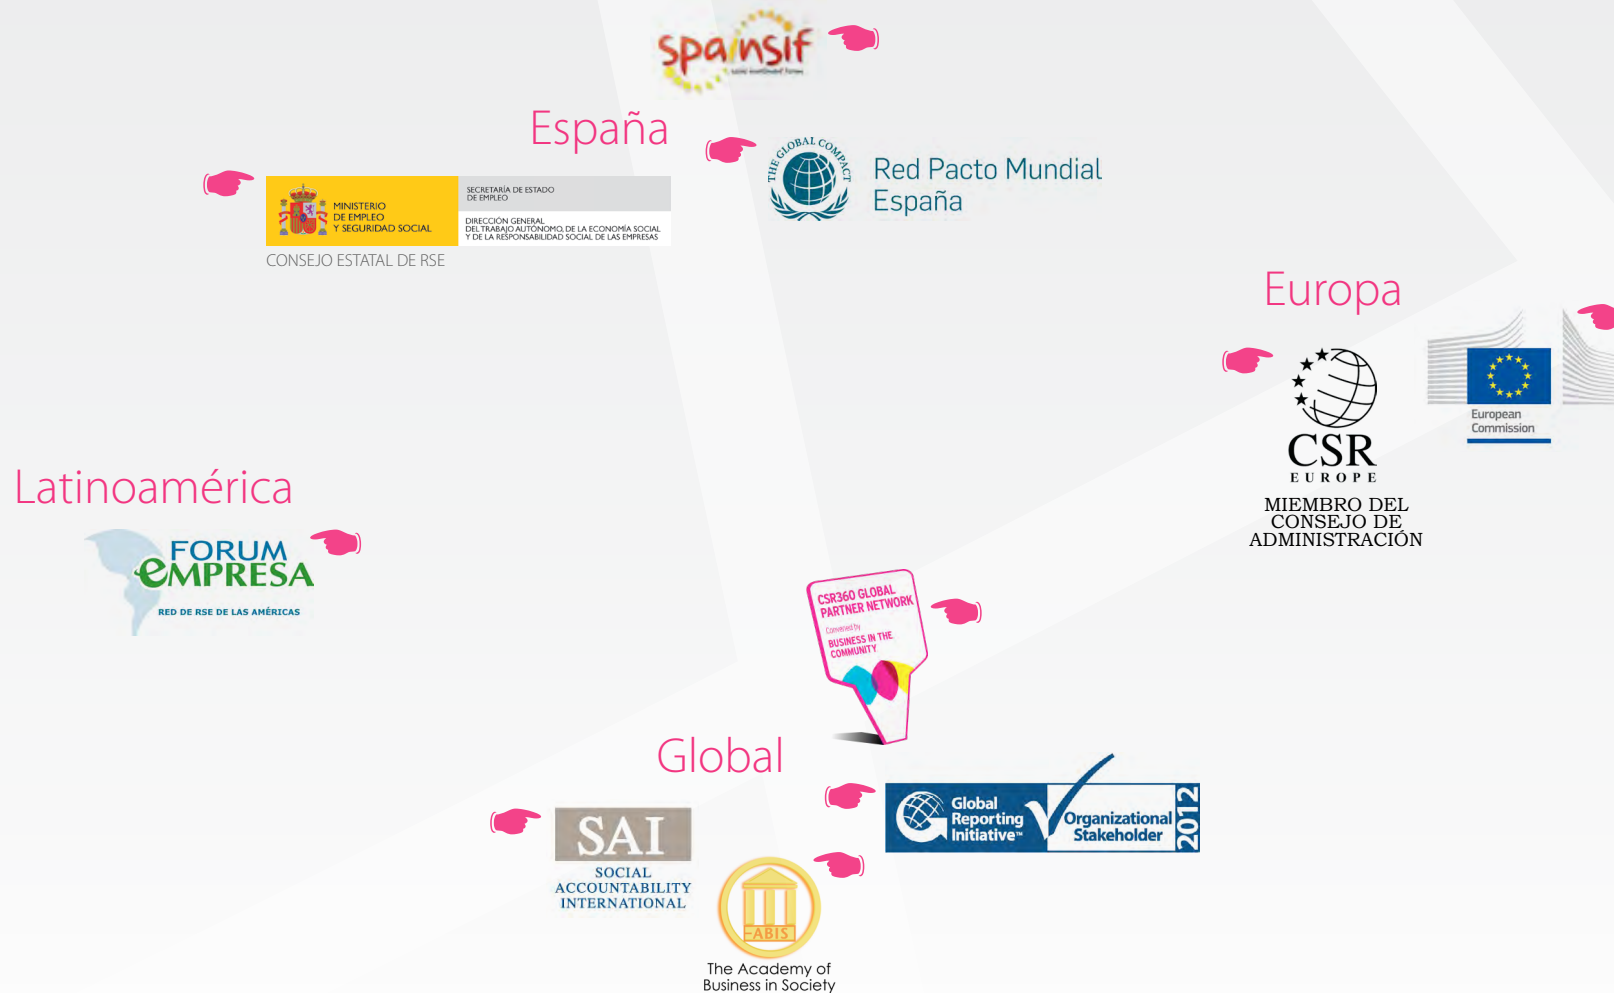 spainsif
social investment forum
España
MINISTERIO
DE EMPLEO
Y SEGURIDAD SOCIAL
SECRETARÍA DE ESTADO
DE EMPLEO
DIRECCIÓN GENERAL
DEL TRABAJO AUTÓNOMO, DE LA ECONOMÍA SOCIAL
Y DE LA RESPONSABILIDAD SOCIAL DE LAS EMPRESAS
CONSEJO ESTATAL DE RSE
THE GLOBAL COMPACT
Red Pacto Mundial
España
Europa
CSR
EUROPE
MIEMBRO DEL
CONSEJO DE
ADMINISTRACIÓN
European
Commission
Latinoamérica
FORUM
eMPRESA
RED DE RSE DE LAS AMÉRICAS
CSR360 GLOBAL
PARTNER NETWORK
Convened by
BUSINESS IN THE
COMMUNITY
Global
SAI
SOCIAL
ACCOUNTABILITY
INTERNATIONAL
Global
Reporting
Initiative™
Organizational
Stakeholder
2012
ABIS
The Academy of
Business in Society